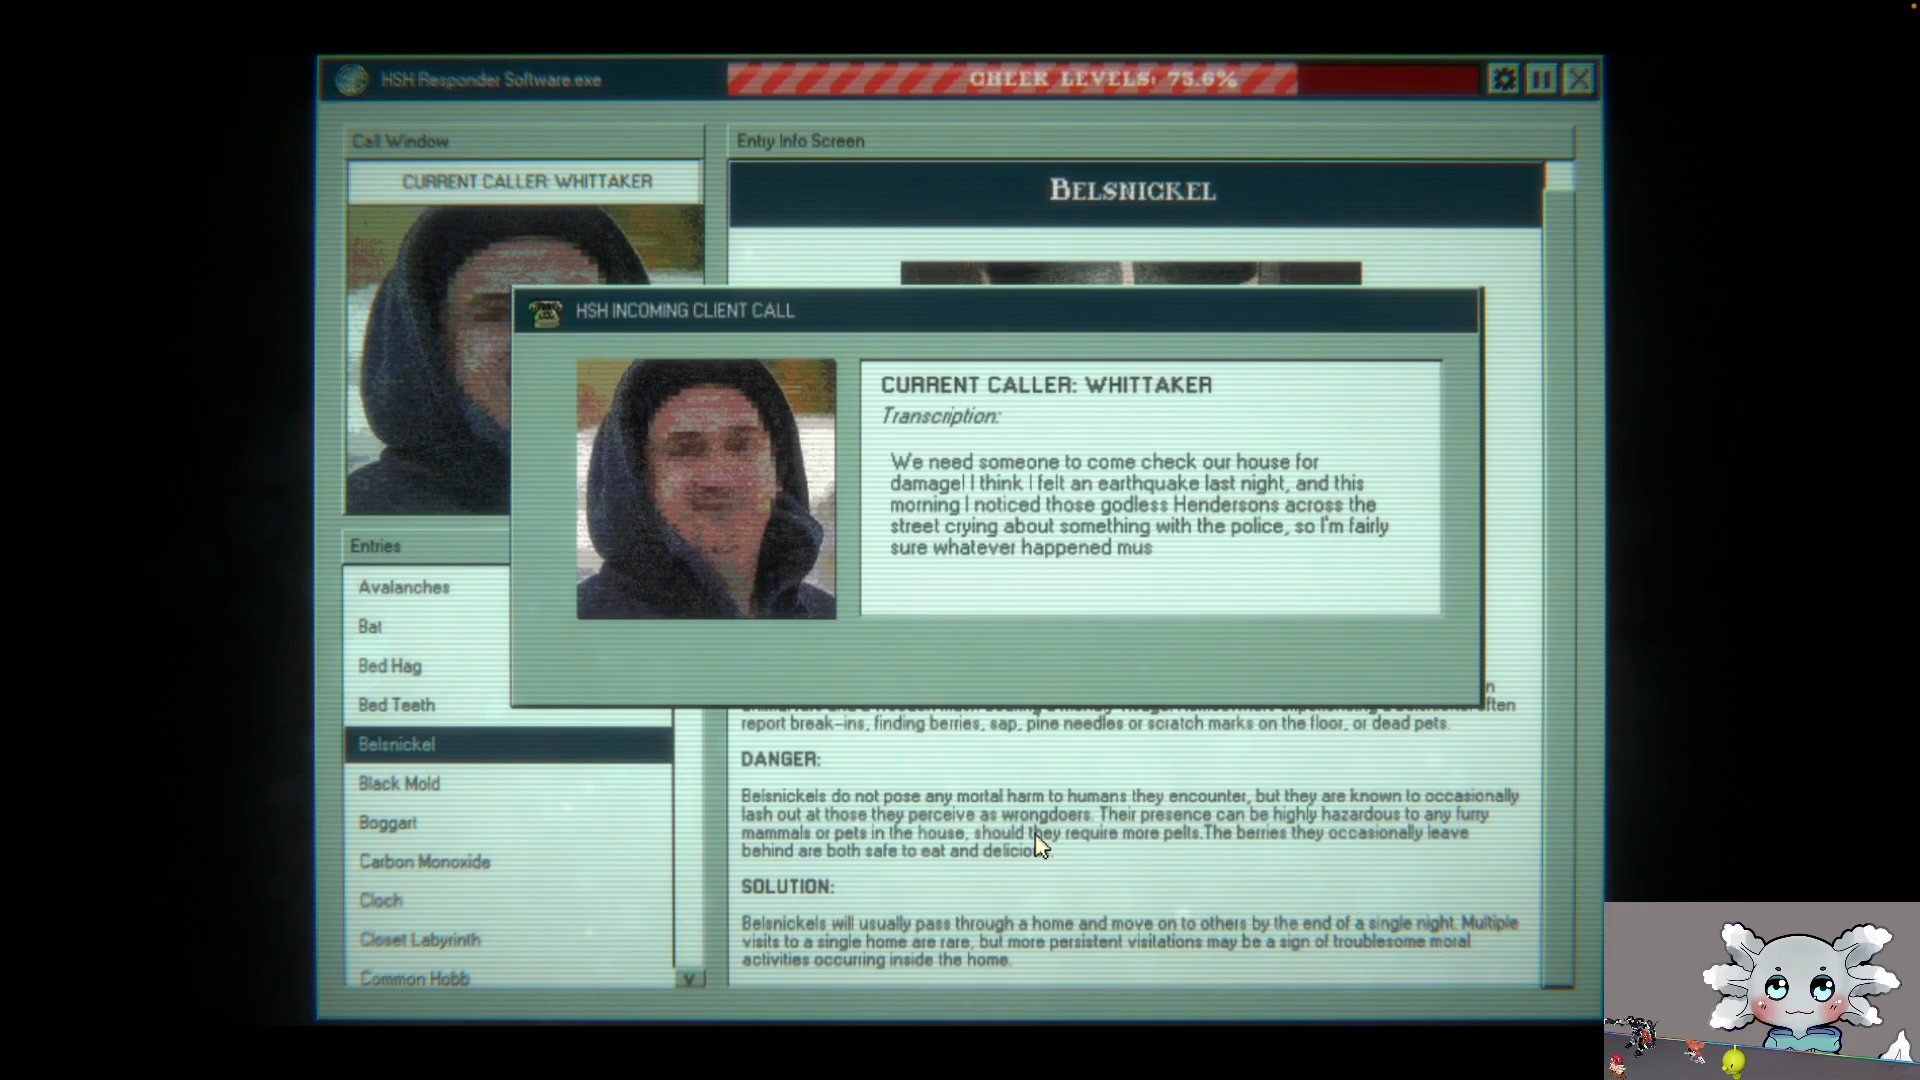 HSH Responder Software.exe
CHEER LEVELS: 75.6%
Call Window
CURRENT CALLER: WHITTAKER
Entry Info Screen
BELSNICKEL
HSH INCOMING CLIENT CALL
CURRENT CALLER: WHITTAKER
Transcription:
We need someone to come check our house for
damage! I think I felt an earthquake last night, and this
morning I noticed those godless Hendersons across the
street crying about something with the police, so I'm fairly
sure whatever happened mus
Entries
Avalanches
Bat
Bed Hag
Bed Teeth
Belsnickel
Black Mold
Boggart
Carbon Monoxide
Cloch
Closet Labyrinth
Common Hobb
report break-ins, finding berries, sap, pine needles or scratch marks on the floor, or dead pets.
DANGER:
Belsnickels do not pose any mortal harm to humans they encounter, but they are known to occasionally
lash out at those they perceive as wrongdoers. Their presence can be highly hazardous to any furry
mammals or pets in the house, should they require more pelts.The berries they occasionally leave
behind are both safe to eat and delicious.
SOLUTION:
Belsnickels will usually pass through a home and move on to others by the end of a single night. Multiple
visits to a single home are rare, but more persistent visitations may be a sign of troublesome moral
activities occurring inside the home.